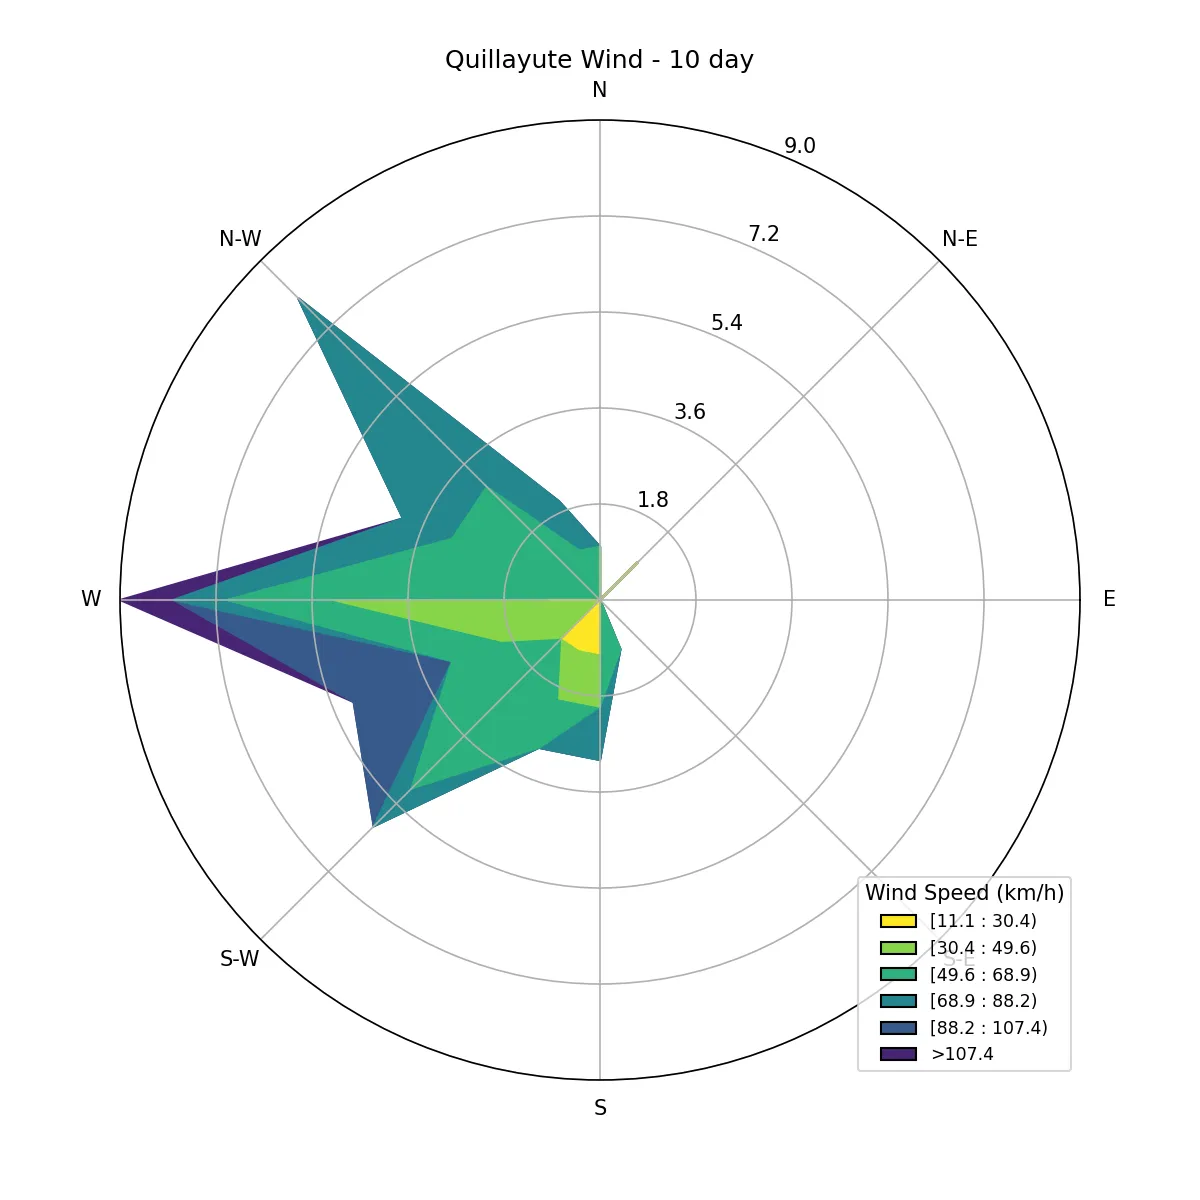 Quillayute Wind - 10 day
N
9.0
N-W
N-E
7.2
5.4
3.6
1.8
W
E
S-W
S-E
Wind Speed (km/h)
[11.1 : 30.4)
[30.4 : 49.6)
[49.6 : 68.9)
[68.9 : 88.2)
[88.2 : 107.4)
>107.4
S